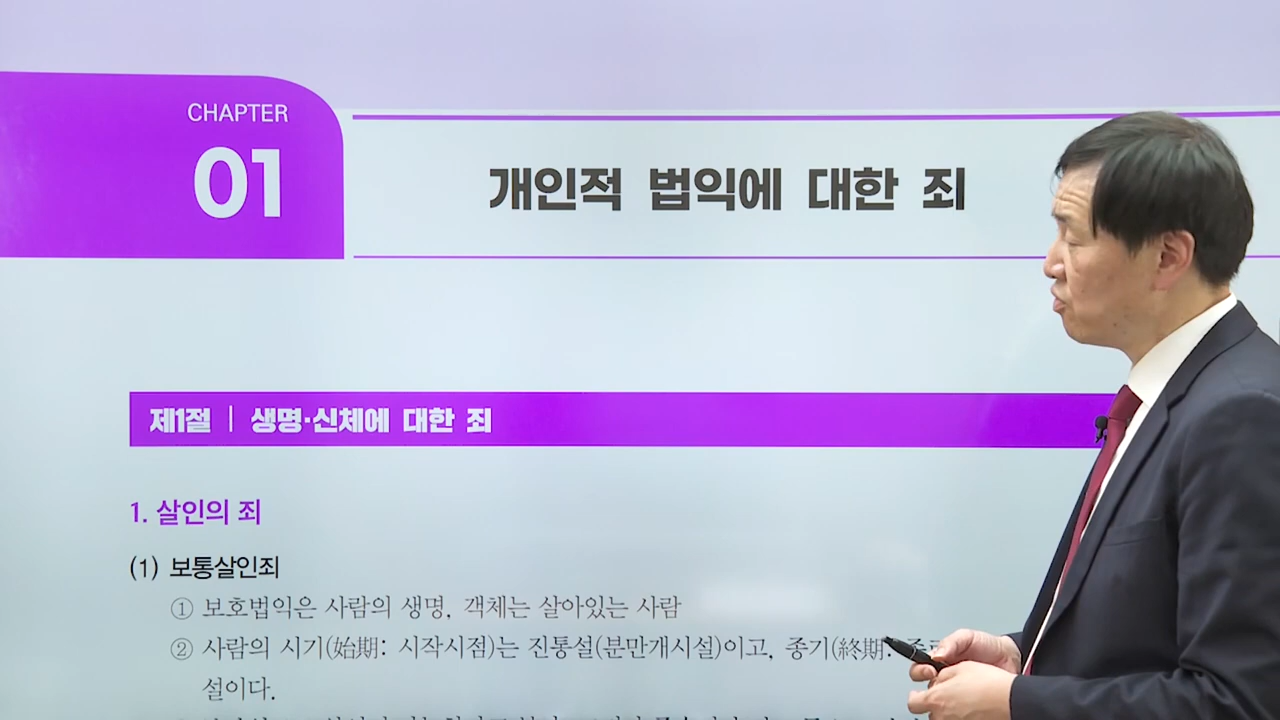 CHAPTER
01
개인적 법익에 대한 죄
제1절 | 생명·신체에 대한 죄
1. 살인의 죄
(1) 보통살인죄
① 보호법익은 사람의 생명, 객체는 살아있는 사람
② 사람의 시기(始期: 시작시점)는 진통설(분만개시설)이고, 종기(終期:
설이다.